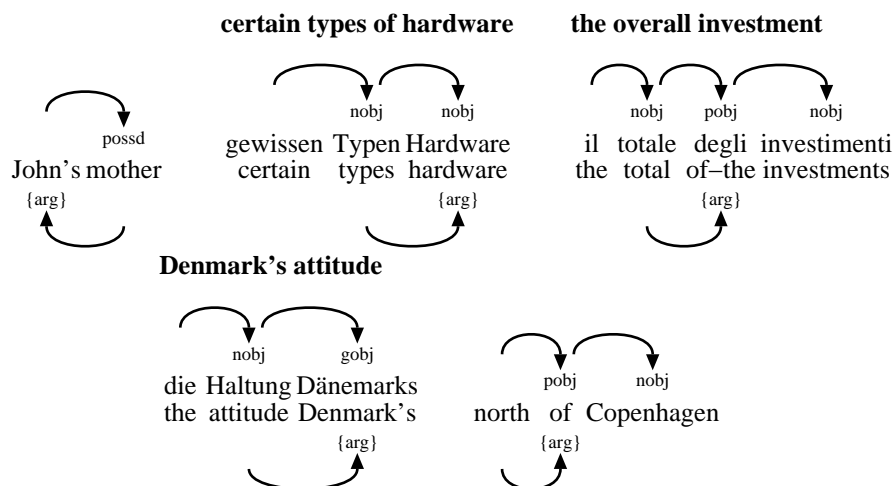 certain types of hardware
the overall investment
possd
John's mother
{arg}
nobj nobj
gewissen Typen Hardware
certain types hardware
{arg}
nobj pobj nobj
il totale degli investimenti
the total of−the investments
{arg}
Denmark's attitude
nobj gobj
die Haltung Dänemarks
the attitude Denmark's
{arg}
pobj nobj
north of Copenhagen
{arg}